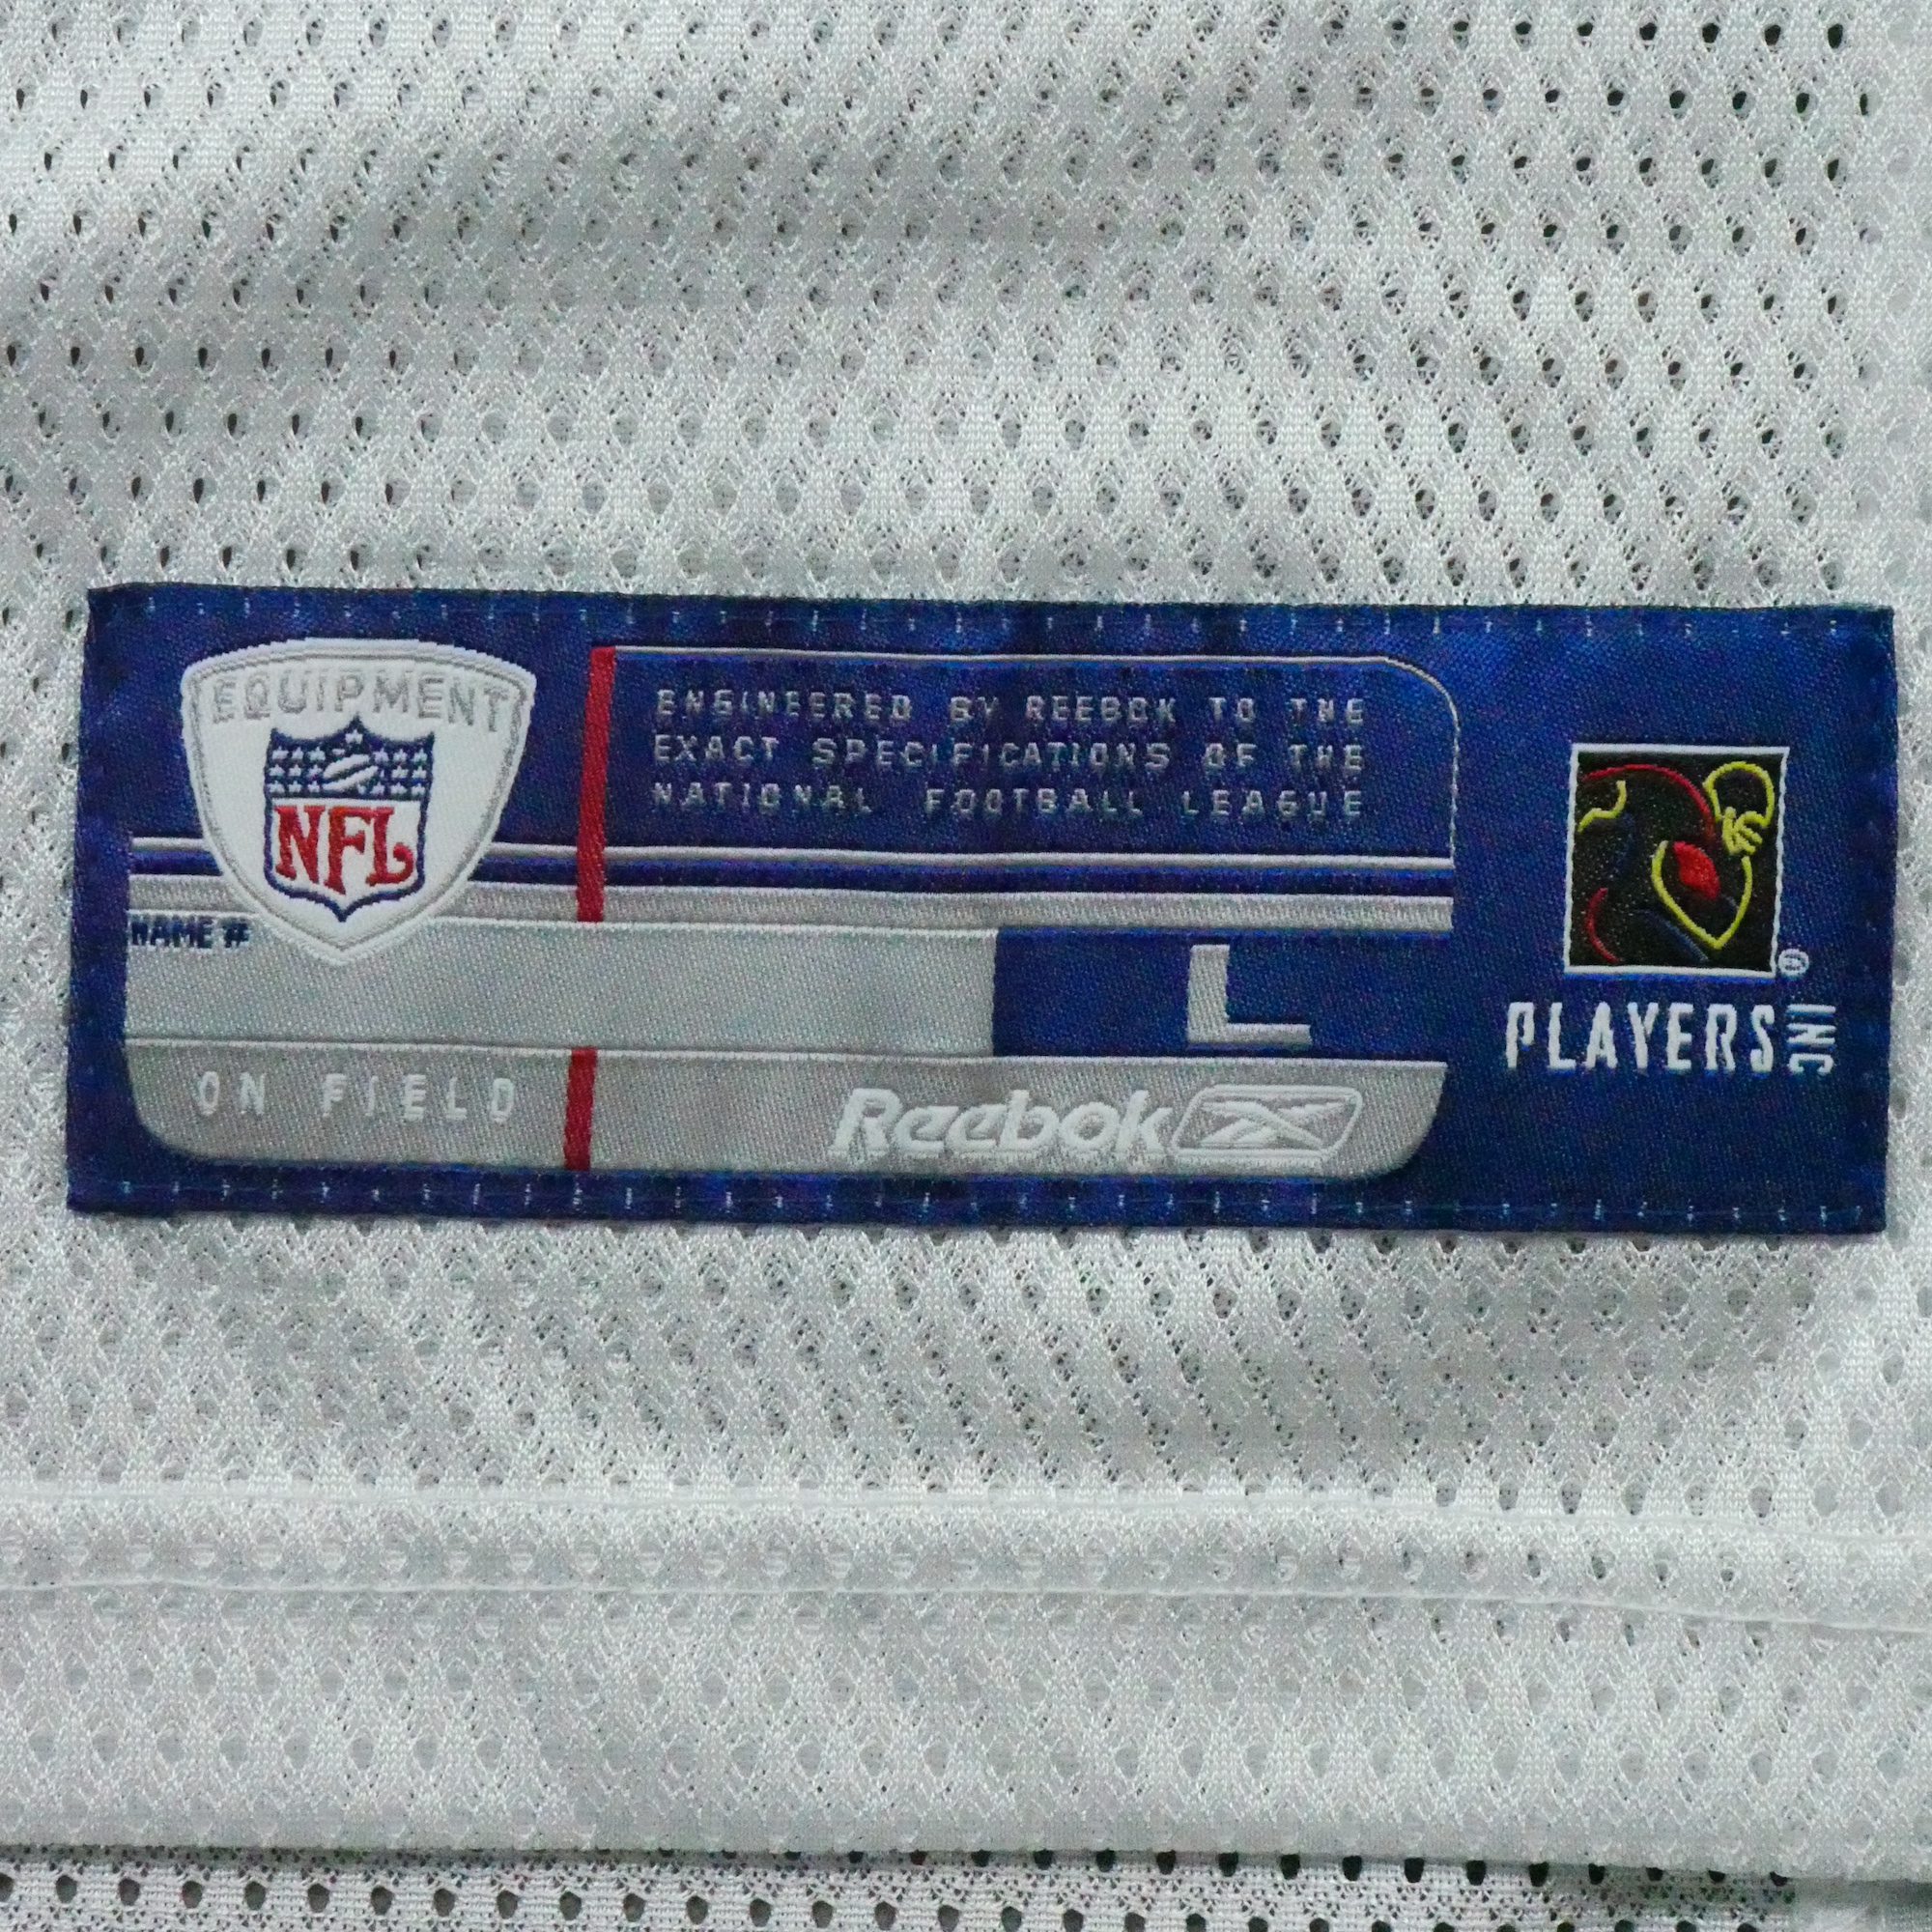 EQUIPMENT
NFL
ENGINEERED BY REEBOK TO THE
EXACT SPECIFICATIONS OF THE
NATIONAL FOOTBALL LEAGUE
NAME #
L
ON FIELD
Reebok
®
PLAYERS INC